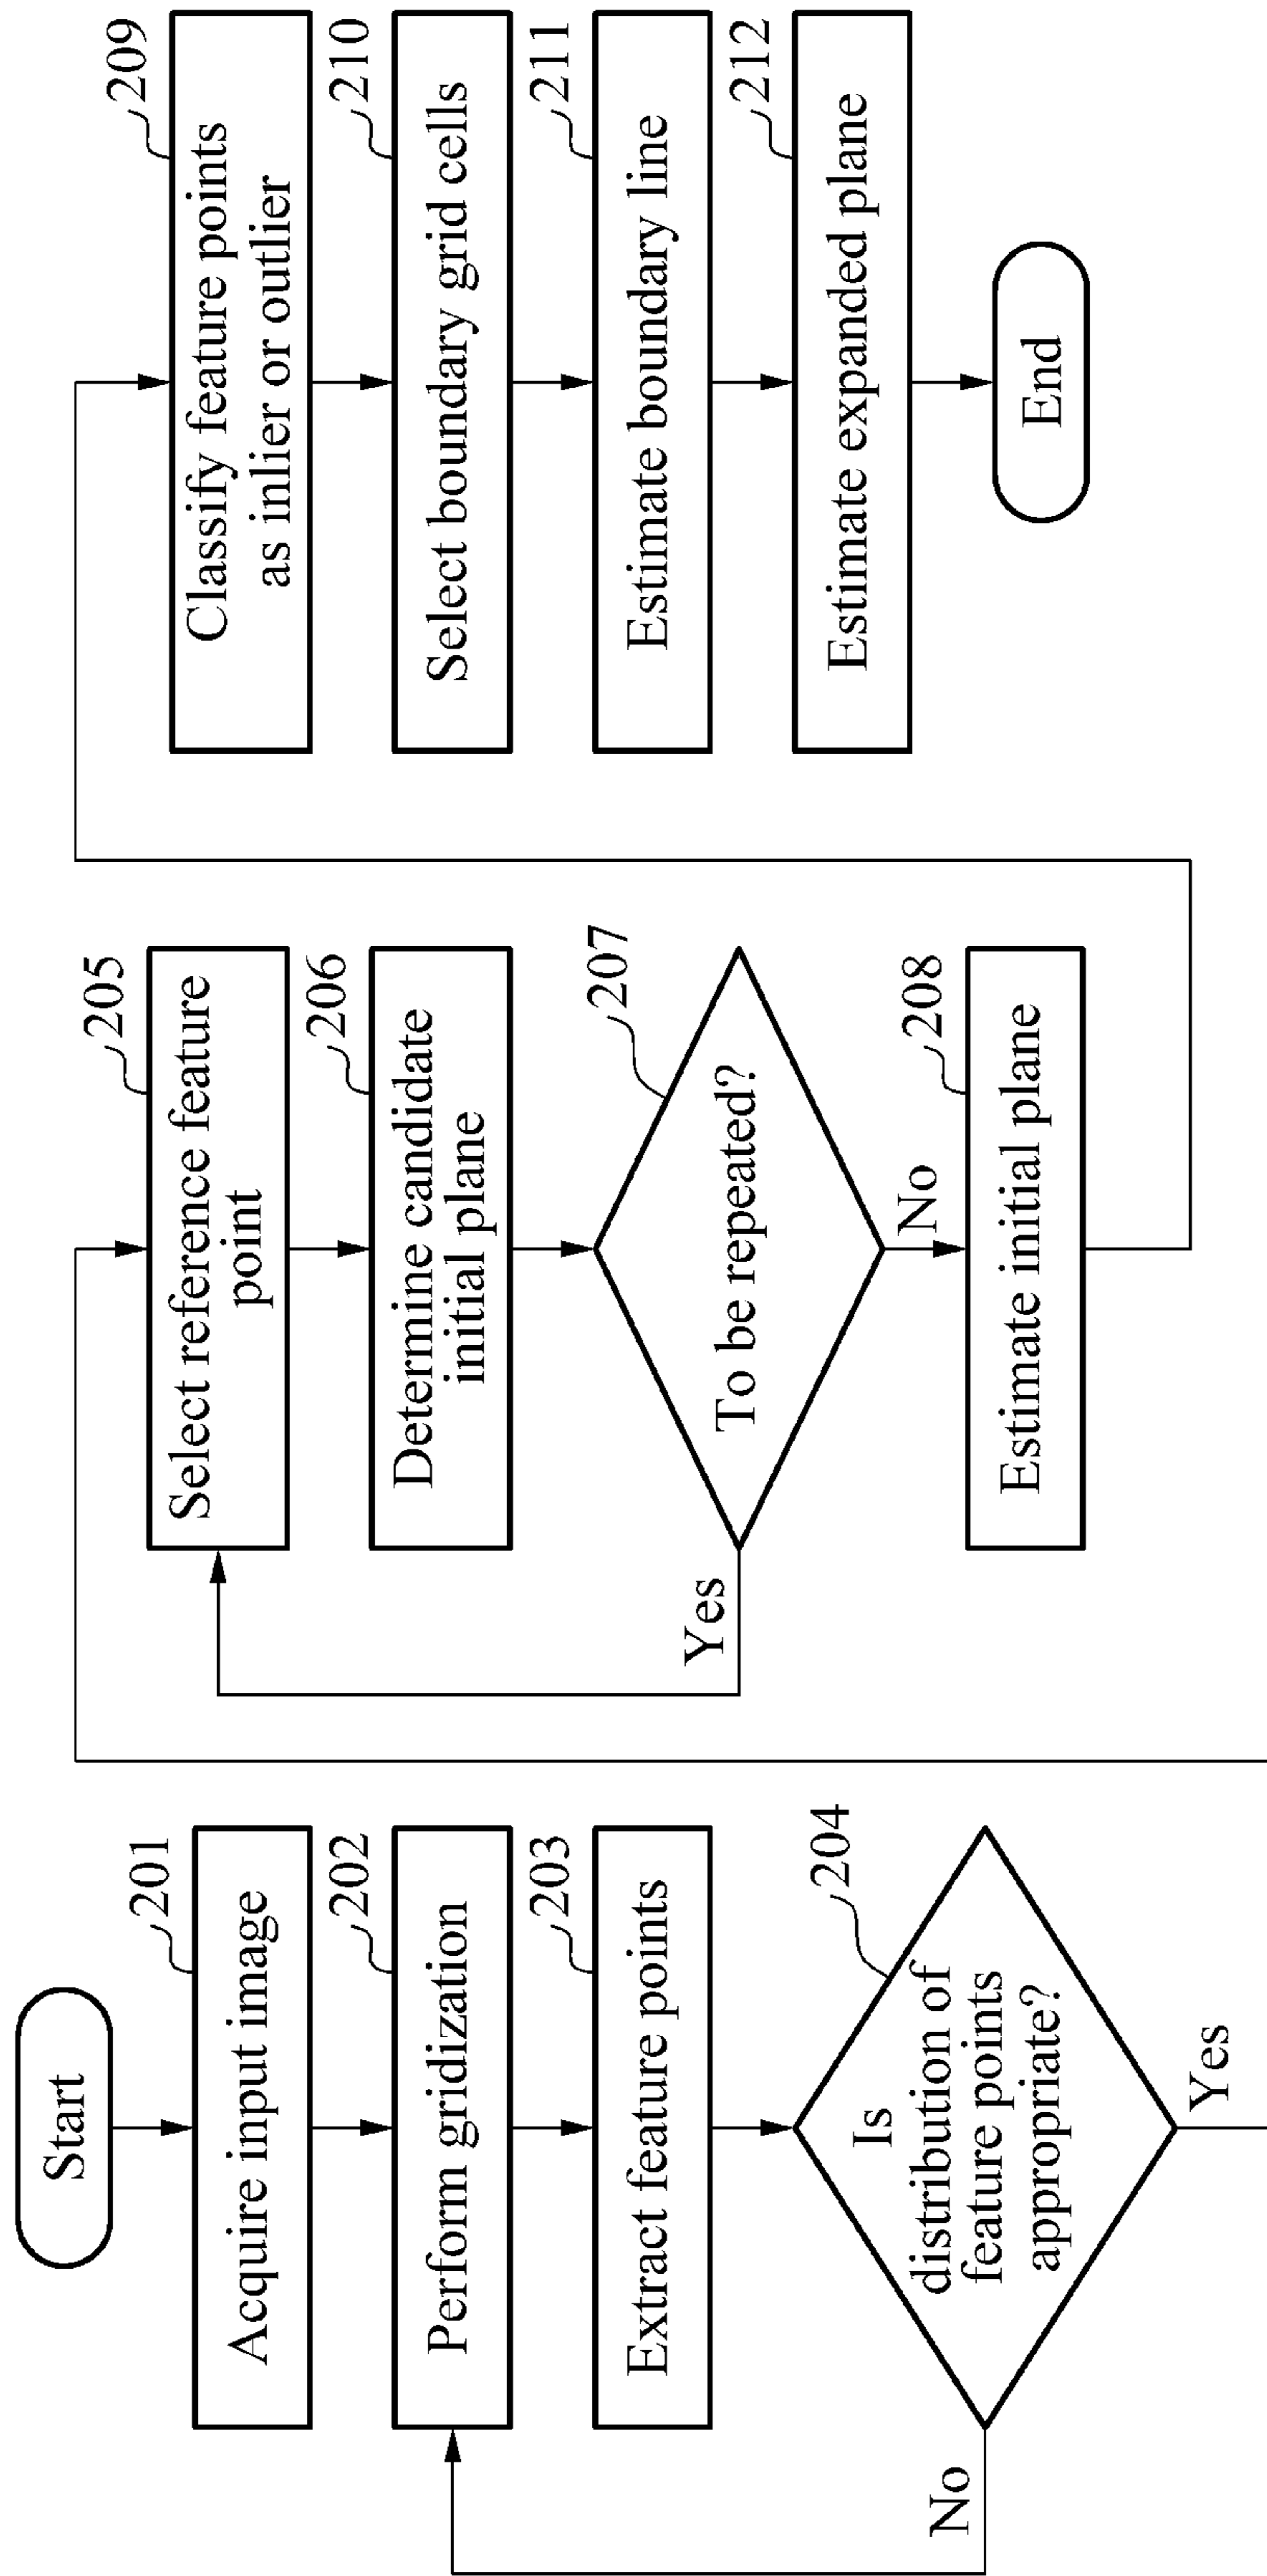 Start
201
Acquire input image
202
Perform gridization
203
Extract feature points
204
Is
distribution of
feature points
appropriate?
No
Yes
205
Select reference feature
point
206
Determine candidate
initial plane
207
To be repeated?
Yes
No
208
Estimate initial plane
209
Classify feature points
as inlier or outlier
210
Select boundary grid cells
211
Estimate boundary line
212
Estimate expanded plane
End